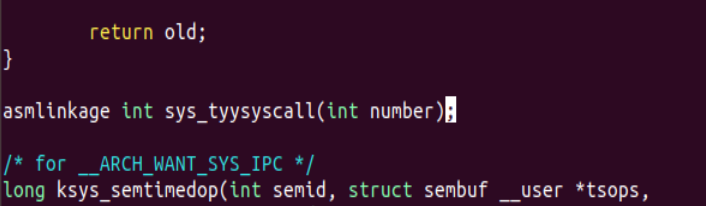 return old;
}
asmlinkage int sys_tyysyscall(int number);
/* for __ARCH_WANT_SYS_IPC */
long ksys_semtimedop(int semid, struct sembuf __user *tsops,